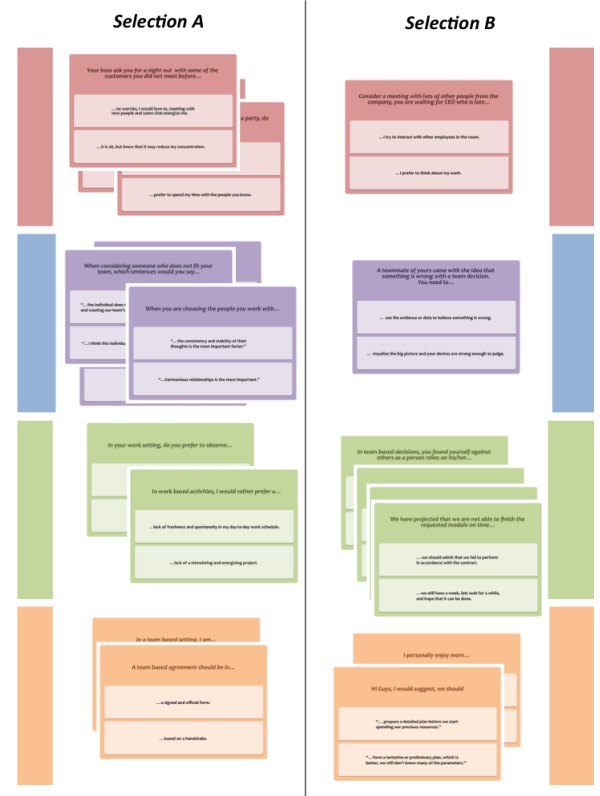 Selection A
Selection B
Your boss ask you for a night out with some of the
customers you did not meet before...
...no worries, I would love to, meeting with
new people and some chat energize me.
... it is ok, but know that it may reduce my concentration.
a party, do
...prefer to spend my time with the people you know.
Consider a meeting with lots of other people from the
company, you are waiting for CEO who is late...
...I try to interact with other employees in the room.
... I prefer to think about my work.
When considering someone who does not fit your
team, which sentences would you say...
"... the individual does
and wasting our team's
"...I think this individu
When you are choosing the people you work with...
"... the consistency and stability of their
thoughts is the most important factor."
"... harmonious relationships is the most important."
A teammate of yours came with the idea that
something is wrong with a team decision.
You need to...
... see the evidence or data to believe something is wrong.
... visualise the big picture and your desires are strong enough to judge.
In your work setting, do you prefer to observe...
In work based activities, I would rather prefer a...
...lack of freshness and spontaneity in my day-to-day work schedule.
... lack of a stimulating and energizing project.
In team based decisions, you found yourself against
others as a person relies on his/her...
We have projected that we are not able to finish the
requested module on time...
... we should admit that we fail to perform
in accordance with the contract.
... we still have a week, lets wait for a while,
and hope that it can be done.
In a team based setting, I am...
A team based agreement should be in...
...a signed and official form.
...based on a handshake.
I personally enjoy more...
Hi Guys, I would suggest, we should
"... prepare a detailed plan before we start
spending our precious resources."
"... form a tentative or preliminary plan, which is
better, we still don't know many of the parameters."